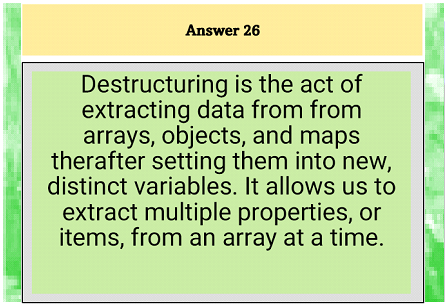 Answer 26
Destructuring is the act of
extracting data from from
arrays, objects, and maps
therafter setting them into new,
distinct variables. It allows us to
extract multiple properties, or
items, from an array at a time.